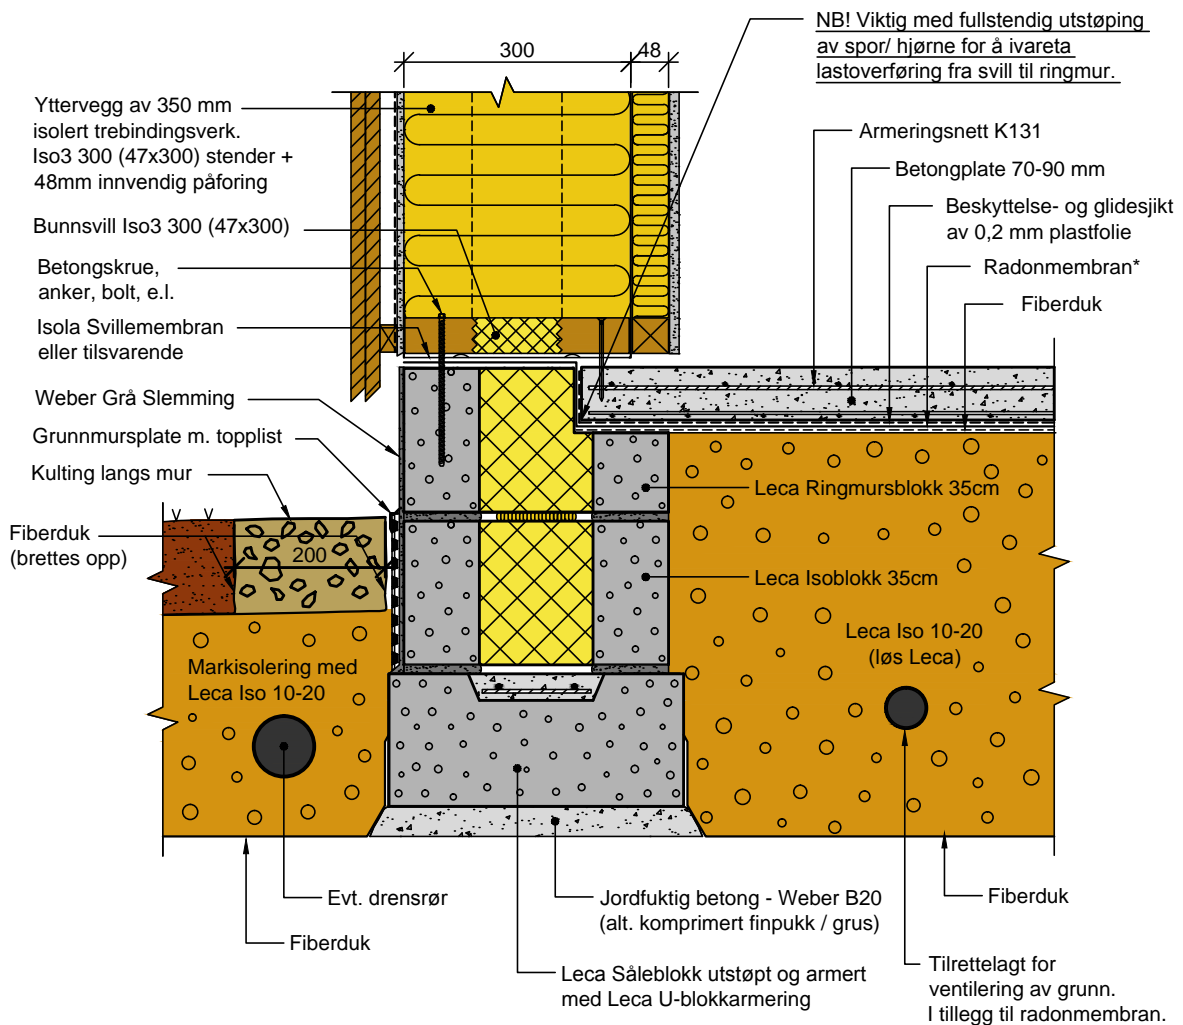 NB! Viktig med fullstendig utstøping
av spor/ hjørne for å ivareta
lastoverføring fra svill til ringmur.
300
48
Yttervegg av 350 mm
isolert trebindingsverk.
Iso3 300 (47x300) stender +
48mm innvendig påforing
Armeringsnett K131
Betongplate 70-90 mm
Bunnsvill Iso3 300 (47x300)
Beskyttelse- og glidesjikt
av 0,2 mm plastfolie
Betongskrue,
anker, bolt, e.l.
Radonmembran*
Fiberduk
Isola Svillemembran
eller tilsvarende
Weber Grå Slemming
Grunnmursplate m. topplist
Kulting langs mur
Leca Ringmursblokk 35cm
Fiberduk
(brettes opp)
200
Leca Isoblokk 35cm
Leca Iso 10-20
(løs Leca)
Markisolering med
Leca Iso 10-20
Evt. drensrør
Jordfuktig betong - Weber B20
(alt. komprimert finpukk / grus)
Fiberduk
Fiberduk
Leca Såleblokk utstøpt og armert
med Leca U-blokkarmering
Tilrettelagt for
ventilering av grunn.
I tillegg til radonmembran.